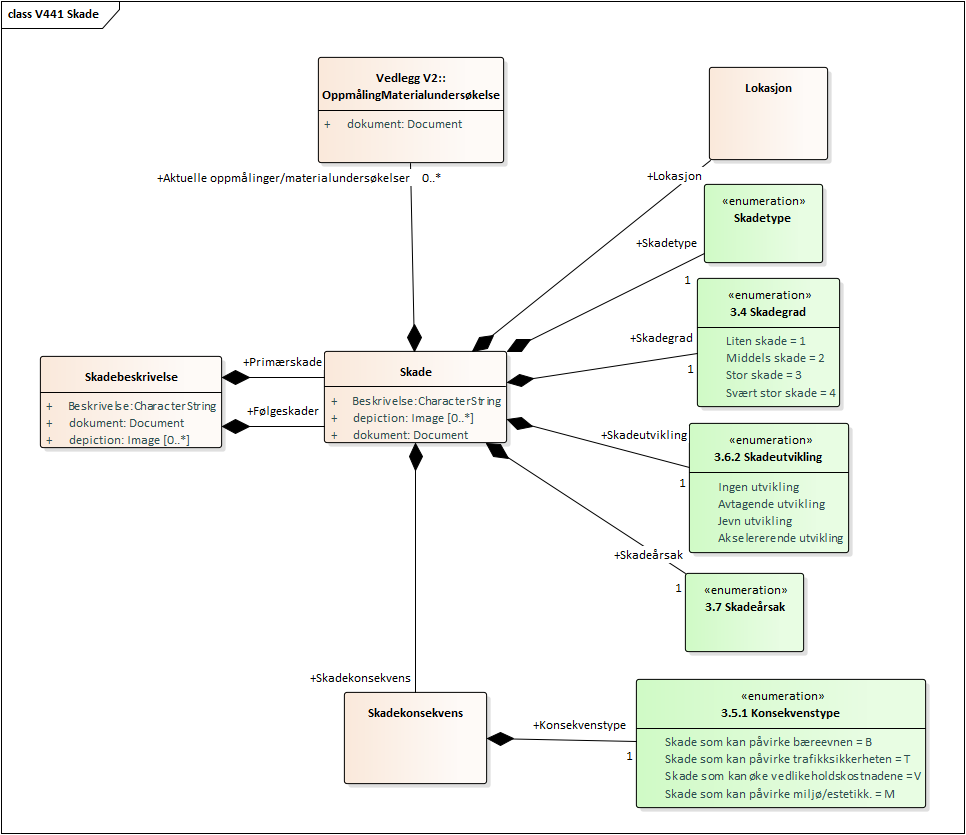 class V441 Skade
Vedlegg V2::
OppmålingMaterialundersøkelse
+ dokument: Document
+Aktuelle oppmålinger/materialundersøkelser 0..*
Lokasjon
+Lokasjon
«enumeration»
Skadetype
+Skadetype
1
«enumeration»
3.4 Skadegrad
Liten skade = 1
Middels skade = 2
Stor skade = 3
Svært stor skade = 4
+Skadegrad
1
Skadebeskrivelse
+ Beskrivelse:CharacterString
+ dokument: Document
+ depiction: Image [0..*]
+Primærskade
+Følgeskader
Skade
+ Beskrivelse:CharacterString
+ depiction: Image [0..*]
+ dokument: Document
+Skadeutvikling
1
«enumeration»
3.6.2 Skadeutvikling
Ingen utvikling
Avtagende utvikling
Jevn utvikling
Akselererende utvikling
+Skadeårsak
1
«enumeration»
3.7 Skadeårsak
+Skadekonsekvens
Skadekonsekvens
+Konsekvenstype
1
«enumeration»
3.5.1 Konsekvenstype
Skade som kan påvirke bæreevnen = B
Skade som kan påvirke trafikksikkerheten = T
Skade som kan øke vedlikeholdskostnadene = V
Skade som kan påvirke miljø/estetikk. = M